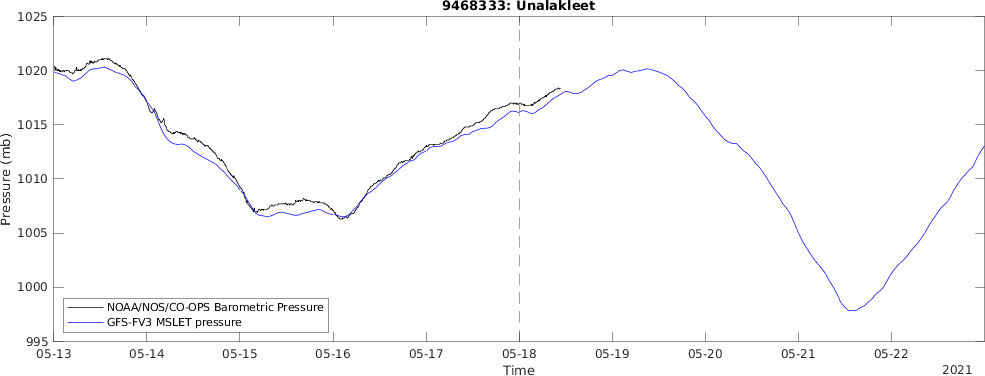 9468333: Unalakleet
1025
1020
1015
1010
1005
1000
995
Pressure (mb)
NOAA/NOS/CO-OPS Barometric Pressure
GFS-FV3 MSLET pressure
05-13 05-14 05-15 05-16 05-17 05-18 05-19 05-20 05-21 05-22
Time
2021